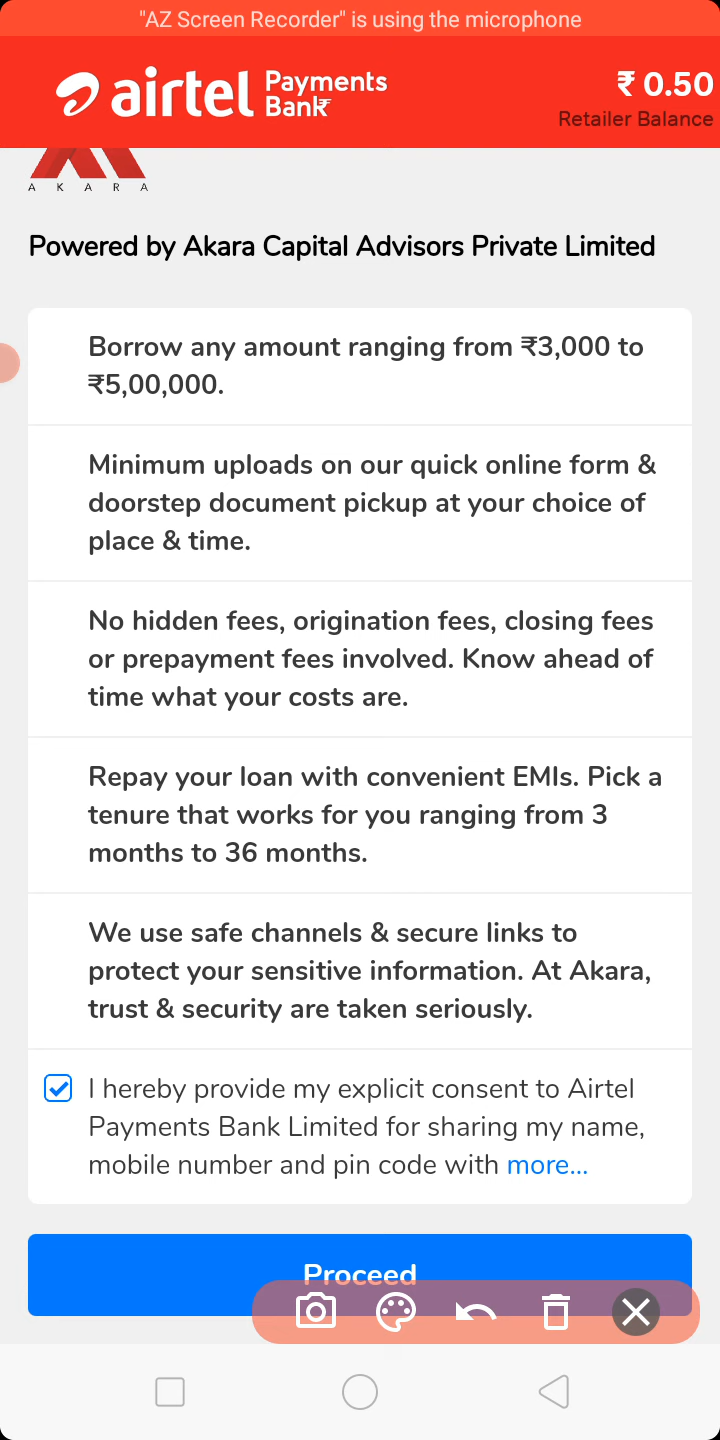 "AZ Screen Recorder" is using the microphone
airtel Payments Bank
₹ 0.50
Retailer Balance
A K A R A
Powered by Akara Capital Advisors Private Limited
Borrow any amount ranging from ₹3,000 to
₹5,00,000.
Minimum uploads on our quick online form &
doorstep document pickup at your choice of
place & time.
No hidden fees, origination fees, closing fees
or prepayment fees involved. Know ahead of
time what your costs are.
Repay your loan with convenient EMIs. Pick a
tenure that works for you ranging from 3
months to 36 months.
We use safe channels & secure links to
protect your sensitive information. At Akara,
trust & security are taken seriously.
I hereby provide my explicit consent to Airtel
Payments Bank Limited for sharing my name,
mobile number and pin code with more...
Proceed